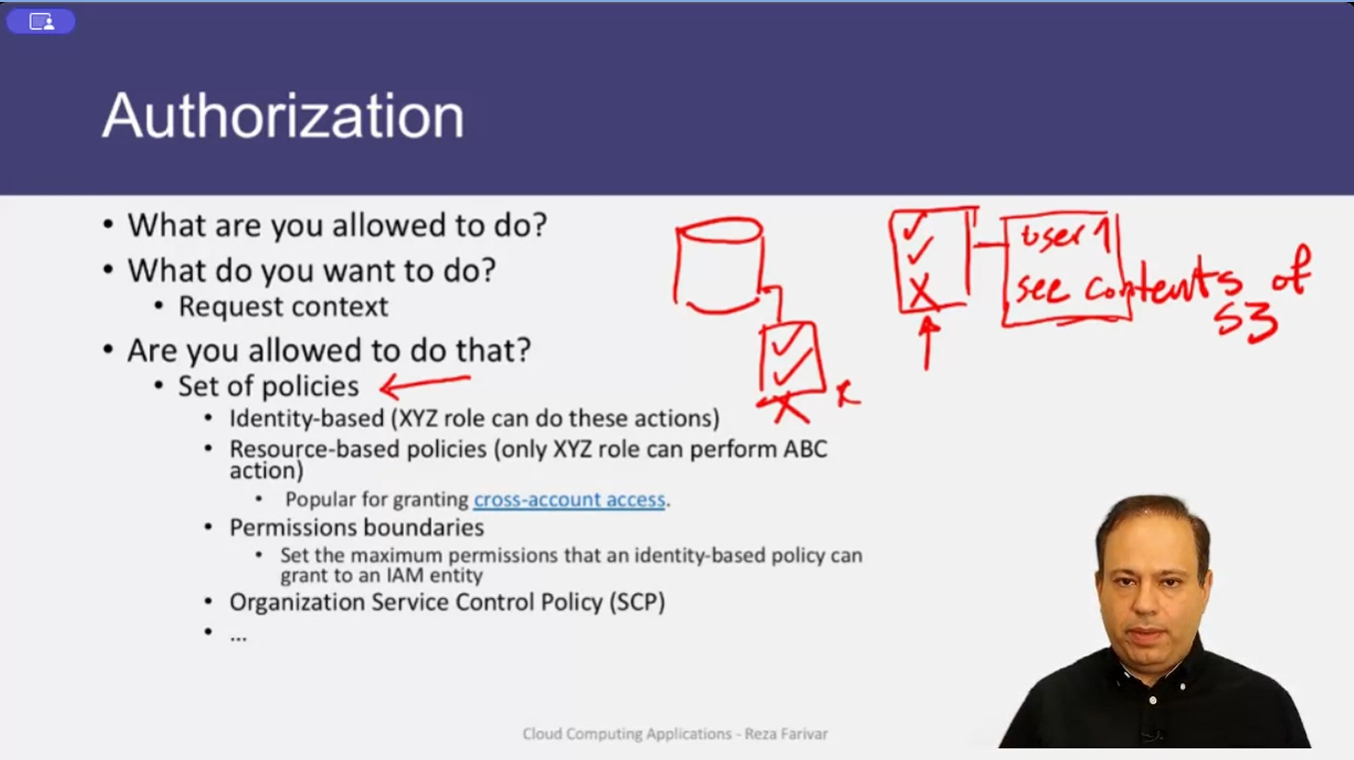 Authorization
• What are you allowed to do?
• What do you want to do?
• Request context
• Are you allowed to do that?
• Set of policies
• Identity-based (XYZ role can do these actions)
• Resource-based policies (only XYZ role can perform ABC
action)
• Popular for granting cross-account access.
• Permissions boundaries
• Set the maximum permissions that an identity-based policy can
grant to an IAM entity
• Organization Service Control Policy (SCP)
• ...
user 1
see contents of
S3
Cloud Computing Applications - Reza Farivar